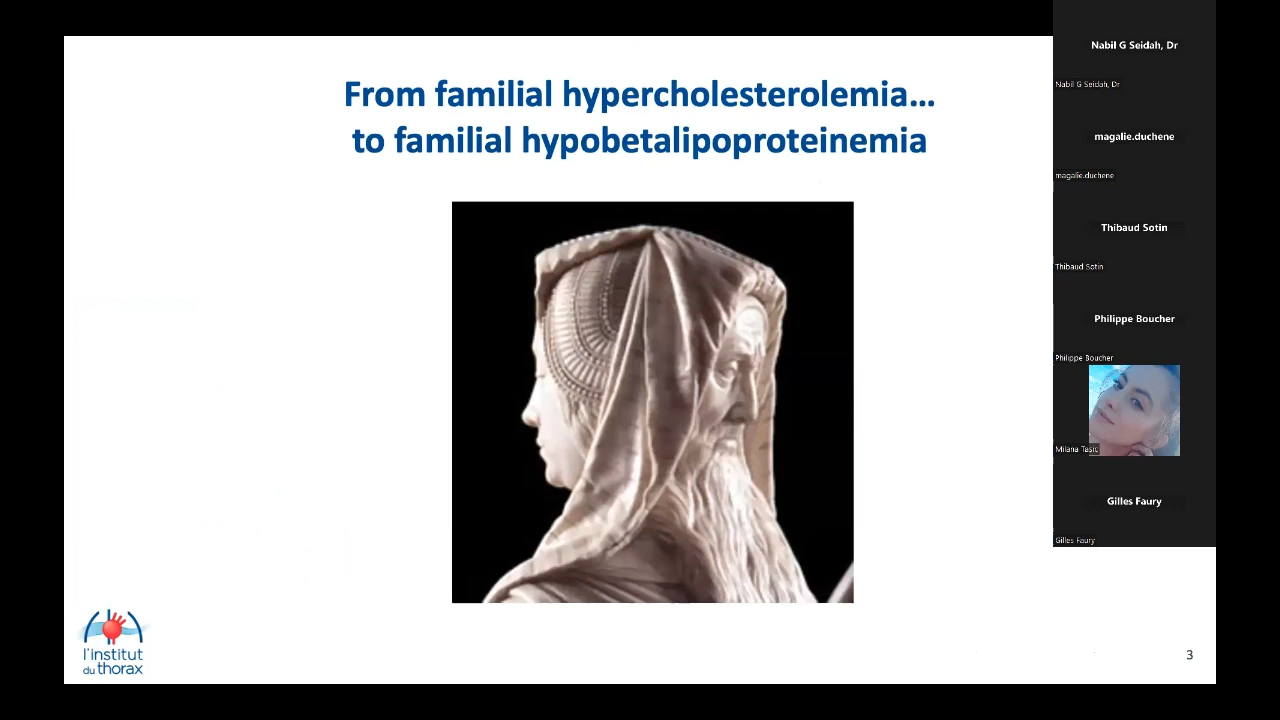 From familial hypercholesterolemia…
to familial hypobetalipoproteinemia
l'institut
du thorax
3
Nabil G Seidah, Dr
Nabil G Seidah, Dr
magalie.duchene
magalie.duchene
Thibaud Sotin
Thibaud Sotin
Philippe Boucher
Philippe Boucher
Milana Tasic
Gilles Faury
Gilles Faury